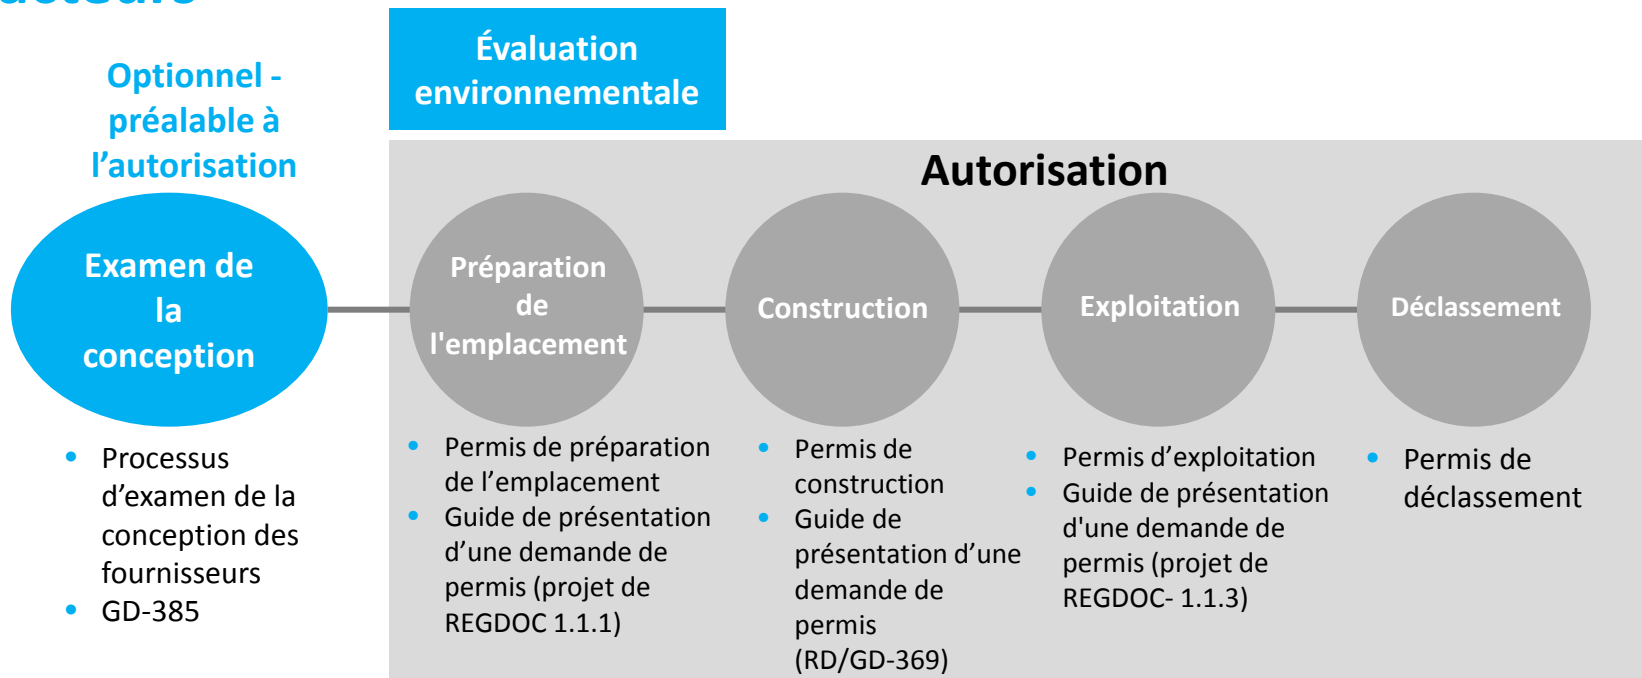 Évaluation
environnementale
Optionnel -
préalable à
l’autorisation
Autorisation
Examen de
la
conception
Préparation
de
l'emplacement
Construction
Exploitation
Déclassement
• Processus
d’examen de la
conception des
fournisseurs
• GD-385
• Permis de préparation
de l’emplacement
• Guide de présentation
d’une demande de
permis (projet de
REGDOC 1.1.1)
• Permis de
construction
• Guide de
présentation d’une
demande de
permis
(RD/GD-369)
• Permis d’exploitation
• Guide de présentation
d'une demande de
permis (projet de
REGDOC- 1.1.3)
• Permis de
déclassement